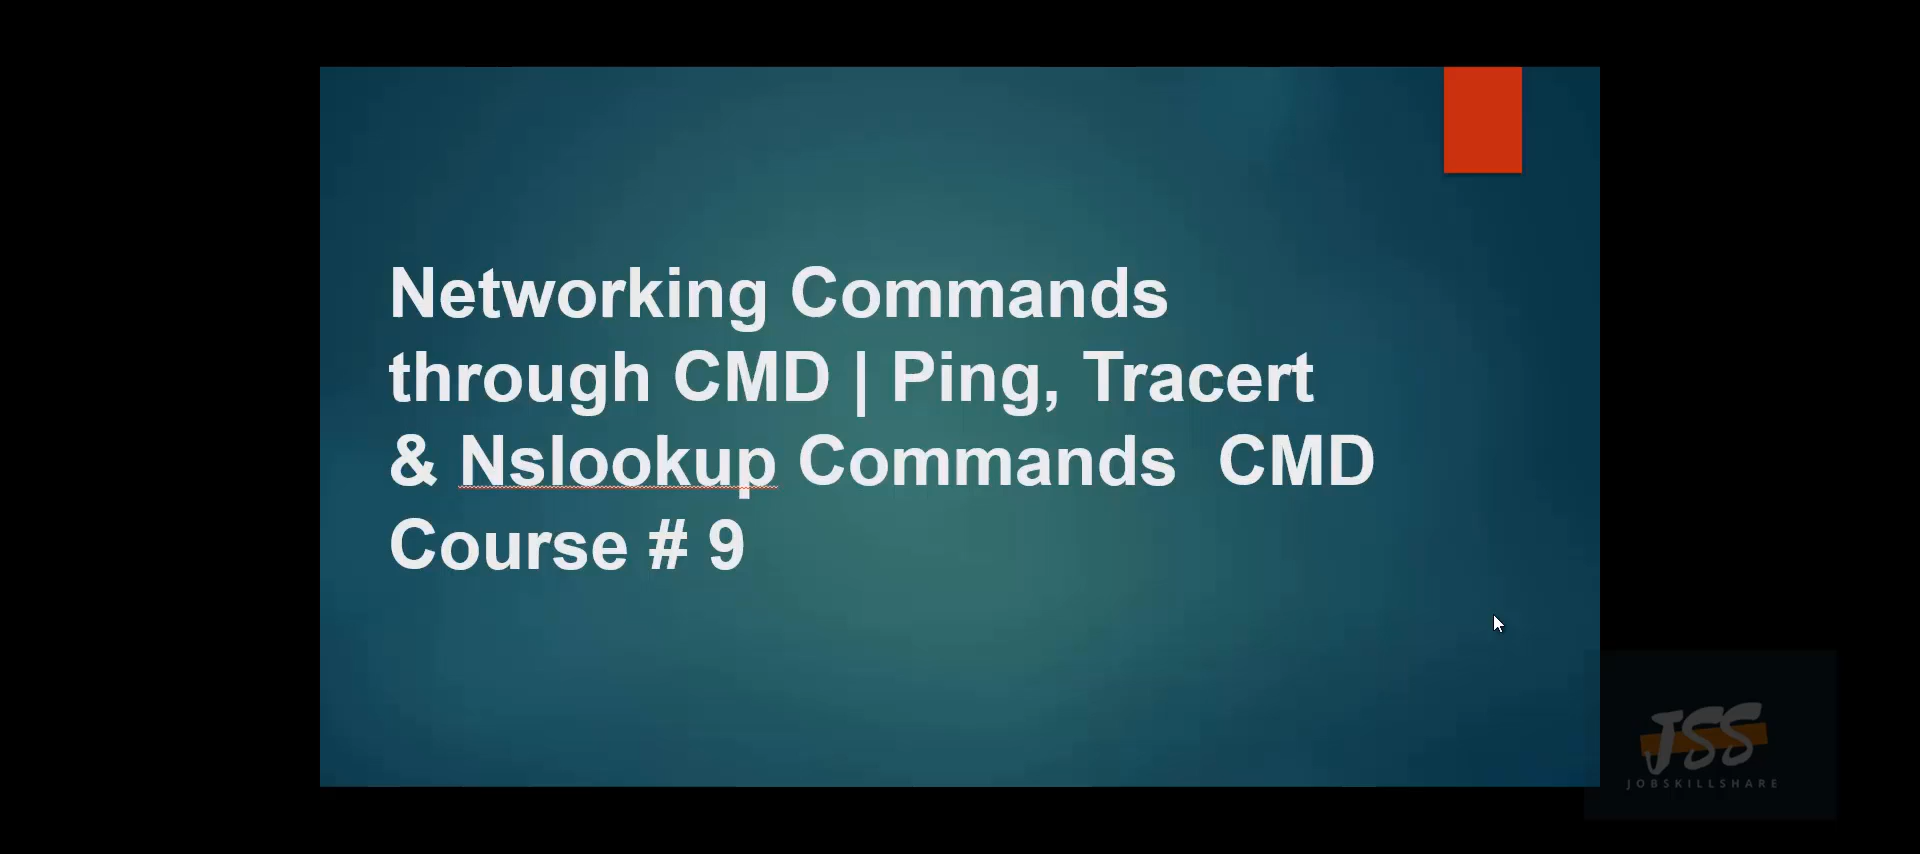 Networking Commands
through CMD | Ping, Tracert
& Nslookup Commands  CMD
Course # 9
JSS
JOBSKILLSHARE